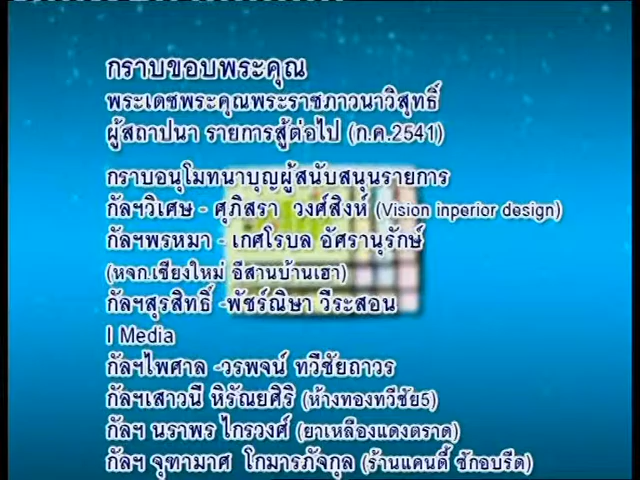 กราบขอบพระคุณ
พระเดชพระคุณพระราชภาวนาวิสุทธิ์
ผู้สถาปนา รายการสู้ต่อไป (ก.ค.2541)
กราบอนุโมทนาบุญผู้สนับสนุนรายการ
กัลฯวิเศษ - ศุภิสรา วงศ์สิงห์ (Vision inperior design)
กัลฯพรหมา - เกศโรบล อัศรานุรักษ์
(หจก.เชียงใหม่ อีสานบ้านเฮา)
กัลฯสุรสิทธิ์ -พัชร์ณิษา วีระสอน
I Media
กัลฯไพศาล -วรพจน์ ทวีชัยถาวร
กัลฯเสาวนี หิรัณยศิริ (ห้างทองทวีชัย5)
กัลฯ นราพร ไกรวงศ์ (ยาเหลืองแดงตราด)
กัลฯ จุฑามาศ โกมารภัจกุล (ร้านแคนดี้ ซักอบรีด)